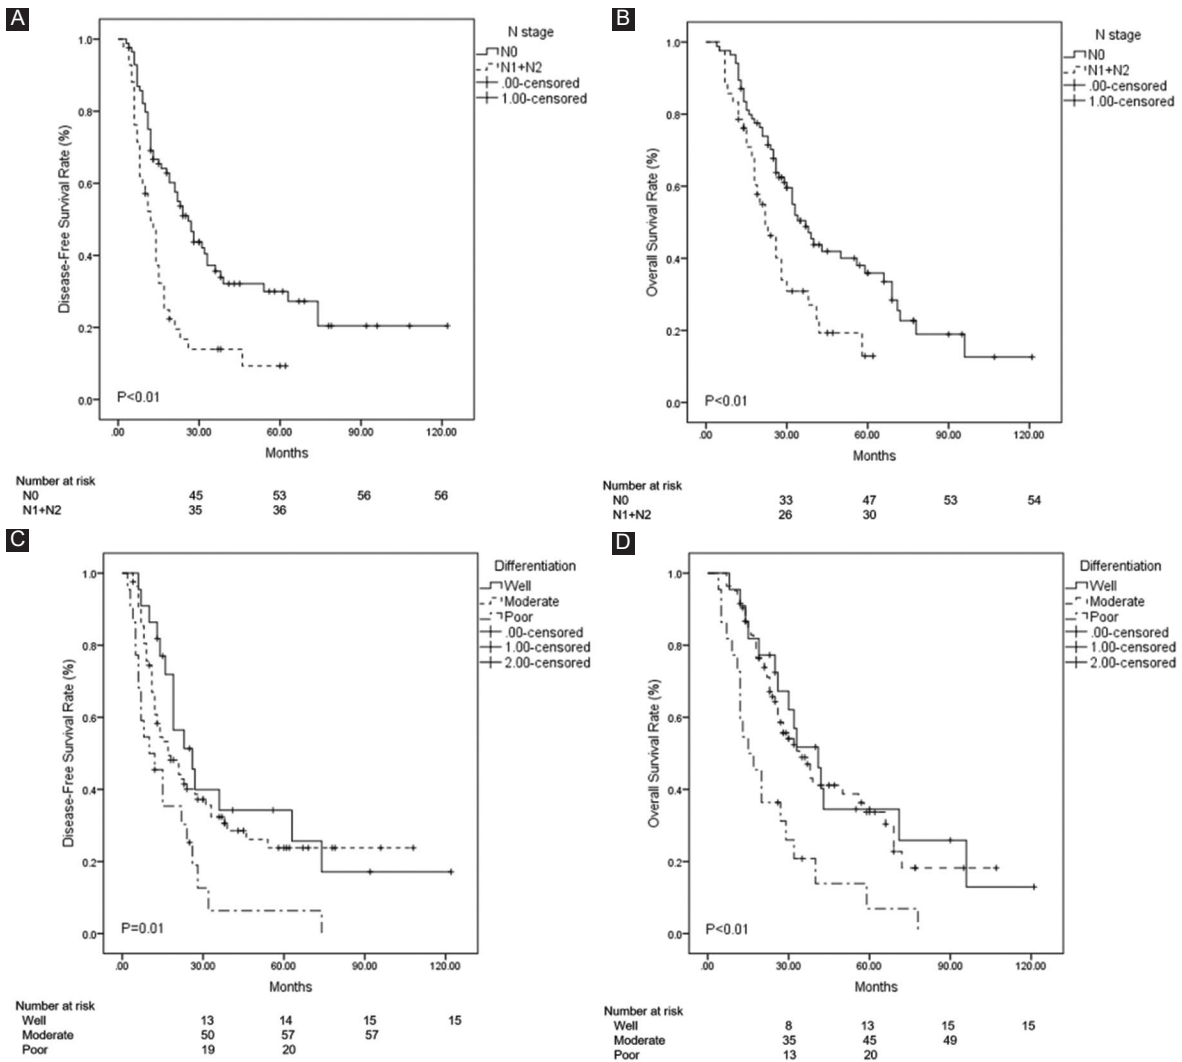 A
N stage
N0
N1+N2
.00-censored
1.00-censored
Disease-Free Survival Rate (%)
1.0
0.8
0.6
0.4
0.2
0.0
P<0.01
.00 30.00 60.00 90.00 120.00
Months
Number at risk
N0 45 53 56 56
N1+N2 35 36
B
N stage
N0
N1+N2
.00-censored
1.00-censored
Overall Survival Rate (%)
1.0
0.8
0.6
0.4
0.2
0.0
P<0.01
.00 30.00 60.00 90.00 120.00
Months
Number at risk
N0 33 47 53 54
N1+N2 26 30
C
Differentiation
Well
Moderate
Poor
.00-censored
1.00-censored
2.00-censored
Disease-Free Survival Rate (%)
1.0
0.8
0.6
0.4
0.2
0.0
P=0.01
.00 30.00 60.00 90.00 120.00
Months
Number at risk
Well 13 14 15 15
Moderate 50 57 57
Poor 19 20
D
Differentiation
Well
Moderate
Poor
.00-censored
1.00-censored
2.00-censored
Overall Survival Rate (%)
1.0
0.8
0.6
0.4
0.2
0.0
P<0.01
.00 30.00 60.00 90.00 120.00
Months
Number at risk
Well 8 13 15 15
Moderate 35 45 49
Poor 13 20